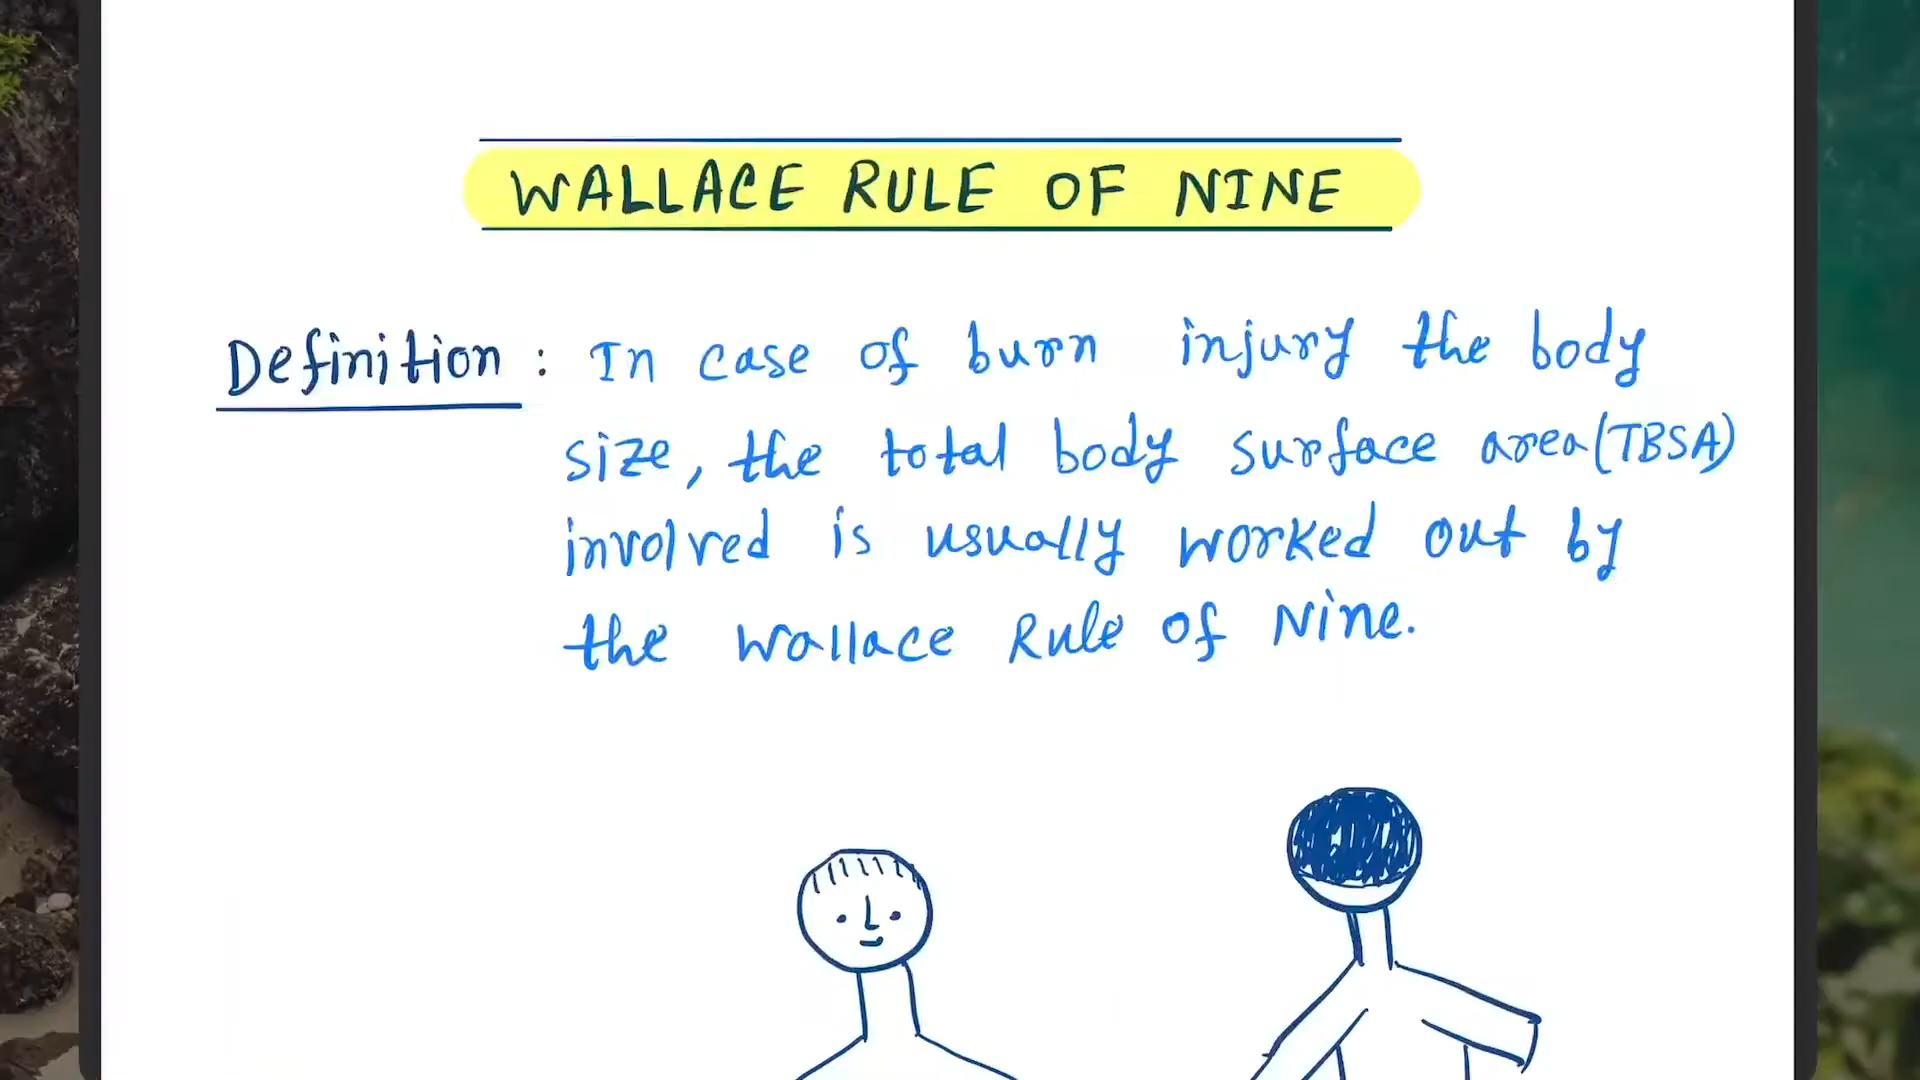 WALLACE RULE OF NINE
Definition : In case of burn injury the body
size, the total body surface area (TBSA)
involved is usually worked out by
the Wallace Rule of Nine.